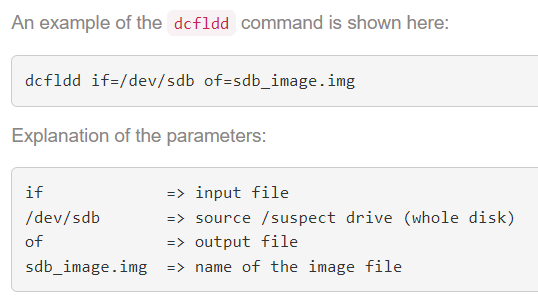 An example of the dcfldd command is shown here:
dcfldd if=/dev/sdb of=sdb_image.img
Explanation of the parameters:
if => input file
/dev/sdb => source /suspect drive (whole disk)
of => output file
sdb_image.img => name of the image file